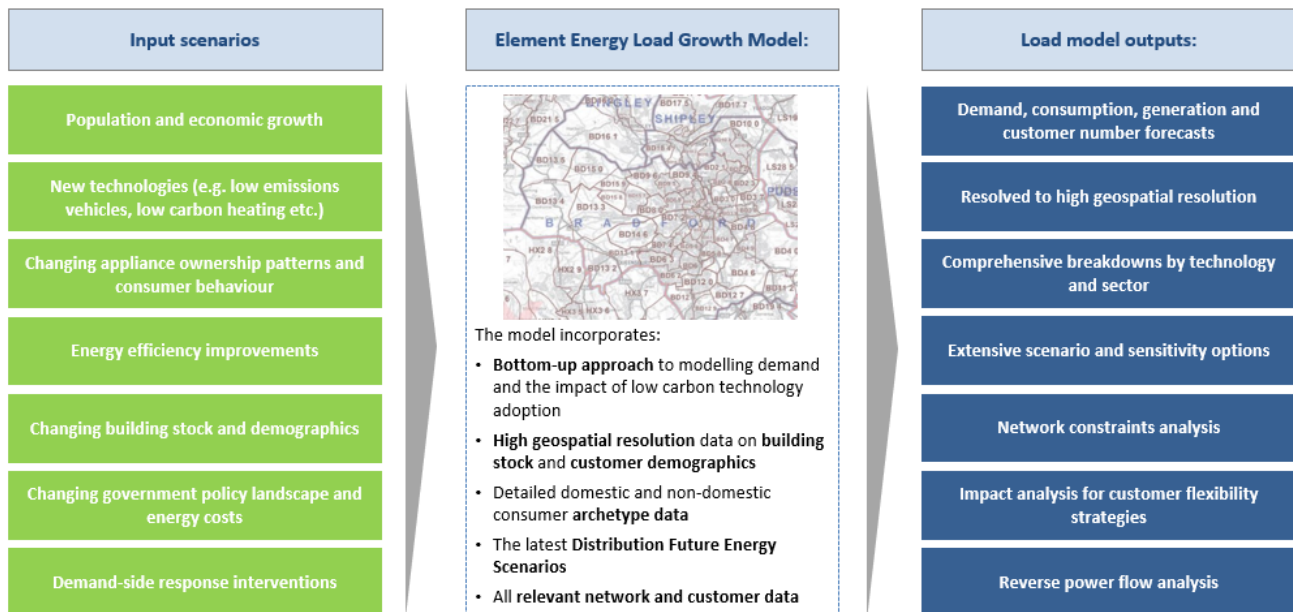 Input scenarios
Population and economic growth
New technologies (e.g. low emissions
vehicles, low carbon heating etc.)
Changing appliance ownership patterns and
consumer behaviour
Energy efficiency improvements
Changing building stock and demographics
Changing government policy landscape and
energy costs
Demand-side response interventions
Element Energy Load Growth Model:
BINGLEY
BD17 5
BD17 7
SHIPLEY
BD21 5
BD16 1
BD10 0
BD13 5
BD15 0
BD9 6
LS28 5
BD12 4
BD13 3
B R A D F O R D
BD14 6
HX2 8
BD4 0
HX2 9
BD13 2
BD6 3
BD4 6
HX3 7
BD12 0
BD12 7
HX3 6
The model incorporates:
• Bottom-up approach to modelling demand
and the impact of low carbon technology
adoption
• High geospatial resolution data on building
stock and customer demographics
• Detailed domestic and non-domestic
consumer archetype data
• The latest Distribution Future Energy
Scenarios
• All relevant network and customer data
Load model outputs:
Demand, consumption, generation and
customer number forecasts
Resolved to high geospatial resolution
Comprehensive breakdowns by technology
and sector
Extensive scenario and sensitivity options
Network constraints analysis
Impact analysis for customer flexibility
strategies
Reverse power flow analysis